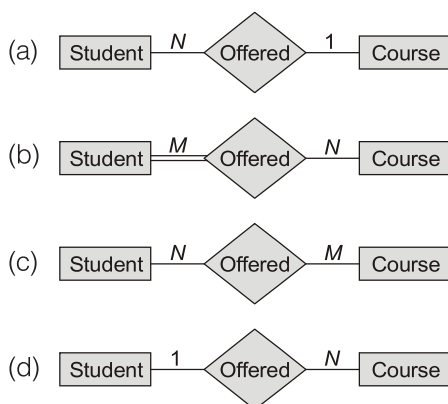 N 1
(a) Student Offered Course
M N
(b) Student Offered Course
N M
(c) Student Offered Course
1 N
(d) Student Offered Course